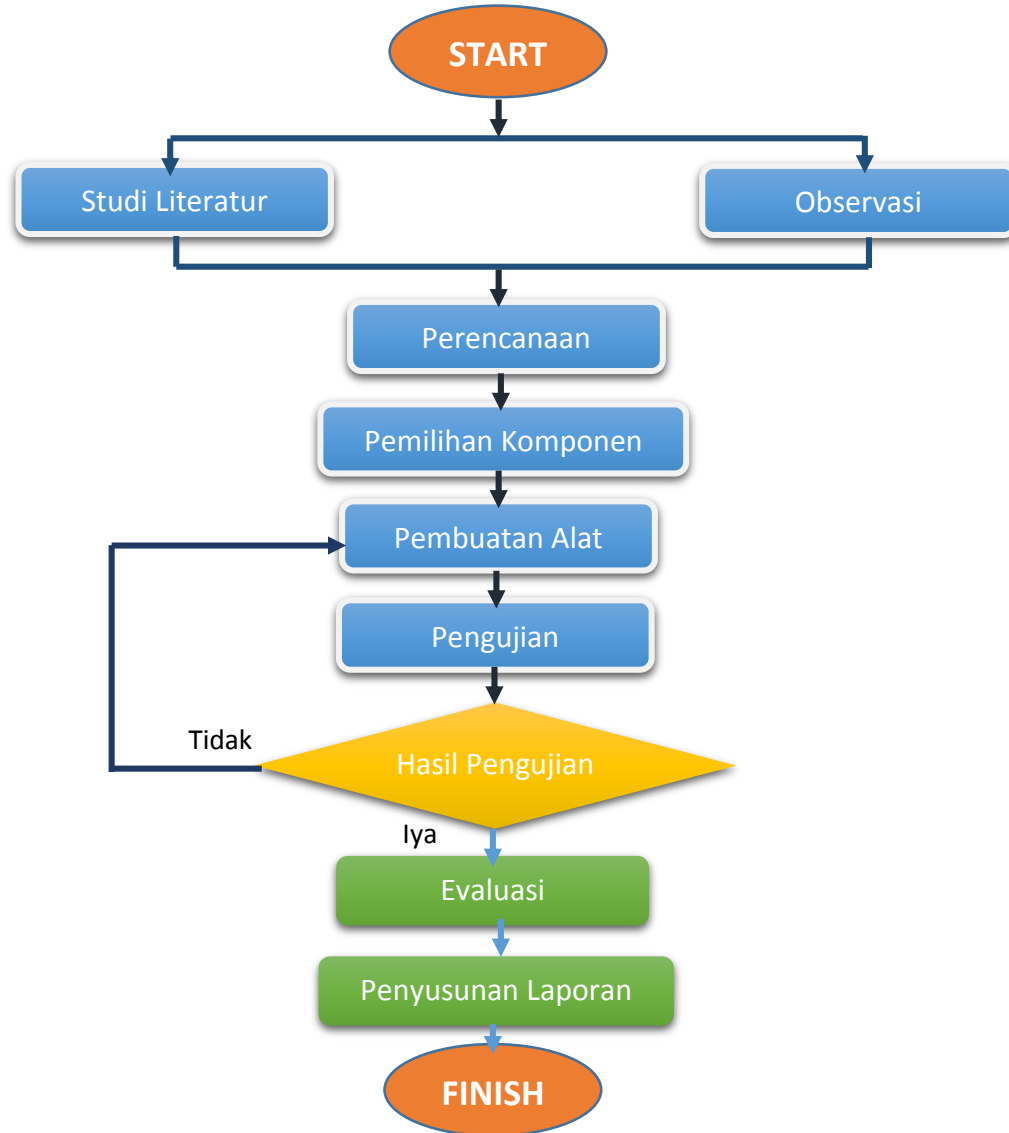 START
Studi Literatur
Observasi
Perencanaan
Pemilihan Komponen
Pembuatan Alat
Pengujian
Tidak
Hasil Pengujian
Iya
Evaluasi
Penyusunan Laporan
FINISH